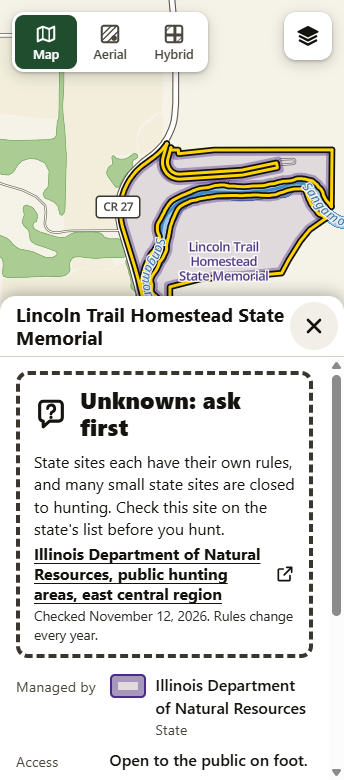 Map
Aerial
Hybrid
CR 27
Sangamo
Lincoln Trail
Homestead
State Memorial
Sangamo
Lincoln Trail Homestead State
Memorial
Unknown: ask
first
State sites each have their own rules,
and many small state sites are closed
to hunting. Check this site on the
state's list before you hunt.
Illinois Department of Natural
Resources, public hunting
areas, east central region
Checked November 12, 2026. Rules change
every year.
Managed by
Illinois Department
of Natural Resources
State
Access
Open to the public on foot.